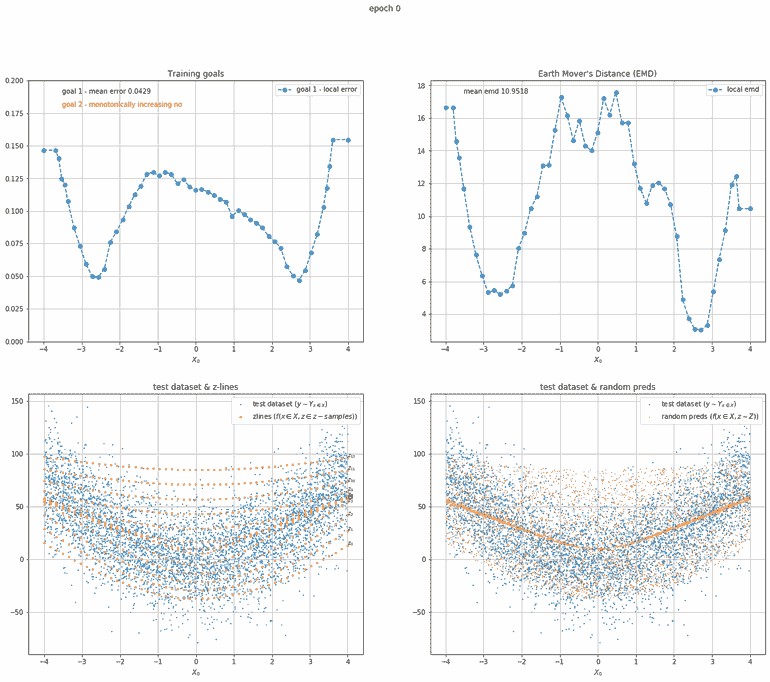 epoch 0
Training goals
goal 1 - mean error 0.0429
goal 2 - monotonically increasing no
goal 1 - local error
0.200
0.175
0.150
0.125
0.100
0.075
0.050
0.025
0.000
−4 −3 −2 −1 0 1 2 3 4
X₀
Earth Mover's Distance (EMD)
mean emd 10.9518
local emd
18
16
14
12
10
8
6
4
−4 −3 −2 −1 0 1 2 3 4
X₀
test dataset & z-lines
test dataset (y ∼ Yₓ∈X)
zlines (f(x ∈ X, z ∈ z − samples))
150
100
50
0
−50
−4 −3 −2 −1 0 1 2 3 4
X₀
test dataset & random preds
test dataset (y ∼ Yₓ∈X)
random preds (f(x ∈ X, z ∼ Z))
150
100
50
0
−50
−4 −3 −2 −1 0 1 2 3 4
X₀